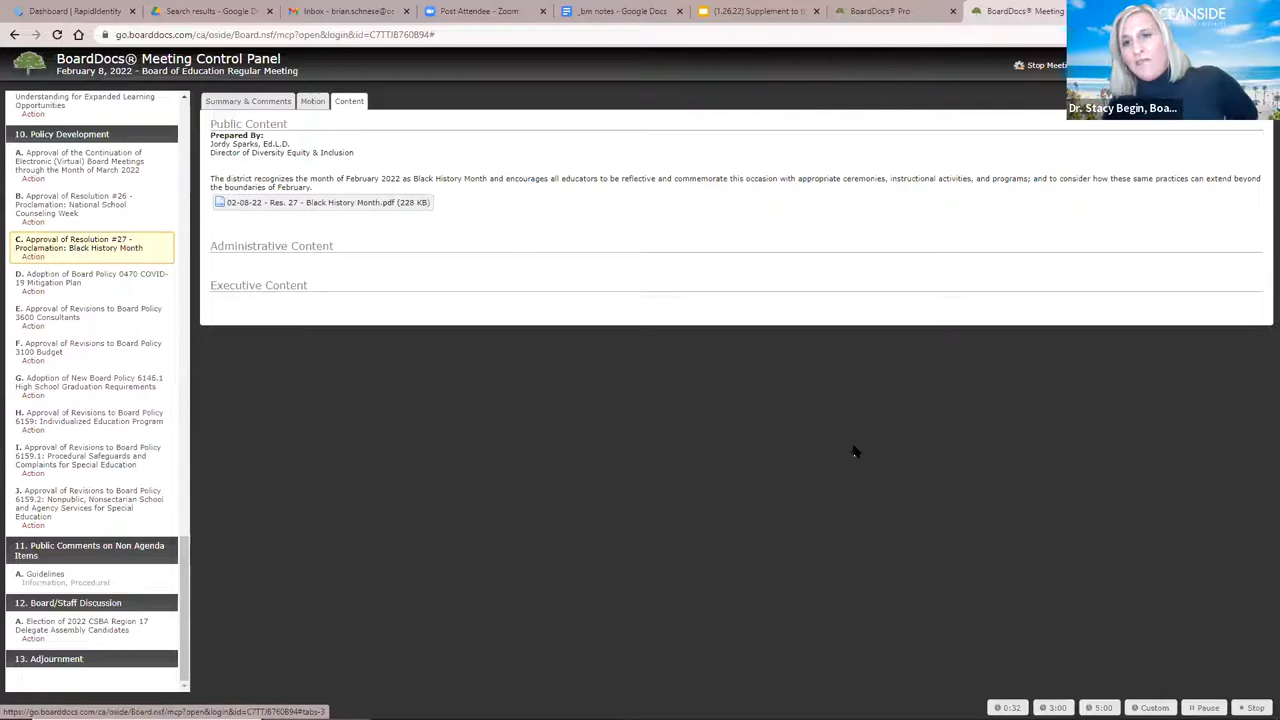 Dashboard | RapidIdentity
Search results - Google D
Inbox - brian.schnese@os
Post Attendee - Zoom
_bim notes - Google Docs
(1.26.22) Supplement to t
BoardDocs® Pro
BoardDocs® Meeting
go.boarddocs.com/ca/oside/Board.nsf/mcp?open&login&id=C7TTJB760B94#
OCEANSIDE
BoardDocs® Meeting Control Panel
February 8, 2022 - Board of Education Regular Meeting
Stop Meeti
Dr. Stacy Begin, Boa...
Understanding for Expanded Learning
Opportunities
Action
10. Policy Development
A. Approval of the Continuation of
Electronic (Virtual) Board Meetings
through the Month of March 2022
Action
B. Approval of Resolution #26 -
Proclamation: National School
Counseling Week
Action
C. Approval of Resolution #27 -
Proclamation: Black History Month
Action
D. Adoption of Board Policy 0470 COVID-
19 Mitigation Plan
Action
E. Approval of Revisions to Board Policy
3600 Consultants
Action
F. Approval of Revisions to Board Policy
3100 Budget
Action
G. Adoption of New Board Policy 6146.1
High School Graduation Requirements
Action
H. Approval of Revisions to Board Policy
6159: Individualized Education Program
Action
I. Approval of Revisions to Board Policy
6159.1: Procedural Safeguards and
Complaints for Special Education
Action
J. Approval of Revisions to Board Policy
6159.2: Nonpublic, Nonsectarian School
and Agency Services for Special
Education
Action
11. Public Comments on Non Agenda
Items
A. Guidelines
Information, Procedural
12. Board/Staff Discussion
A. Election of 2022 CSBA Region 17
Delegate Assembly Candidates
Action
13. Adjournment
Summary & Comments
Motion
Content
Public Content
Prepared By:
Jordy Sparks, Ed.L.D.
Director of Diversity Equity & Inclusion
The district recognizes the month of February 2022 as Black History Month and encourages all educators to be reflective and commemorate this occasion with appropriate ceremonies, instructional activities, and programs; and to consider how these same practices can extend beyond
the boundaries of February.
02-08-22 - Res. 27 - Black History Month.pdf (228 KB)
Administrative Content
Executive Content
https://go.boarddocs.com/ca/oside/Board.nsf/mcp?open&login&id=C7TTJB760B94#tabs-3
0:32
3:00
5:00
Custom
Pause
Stop